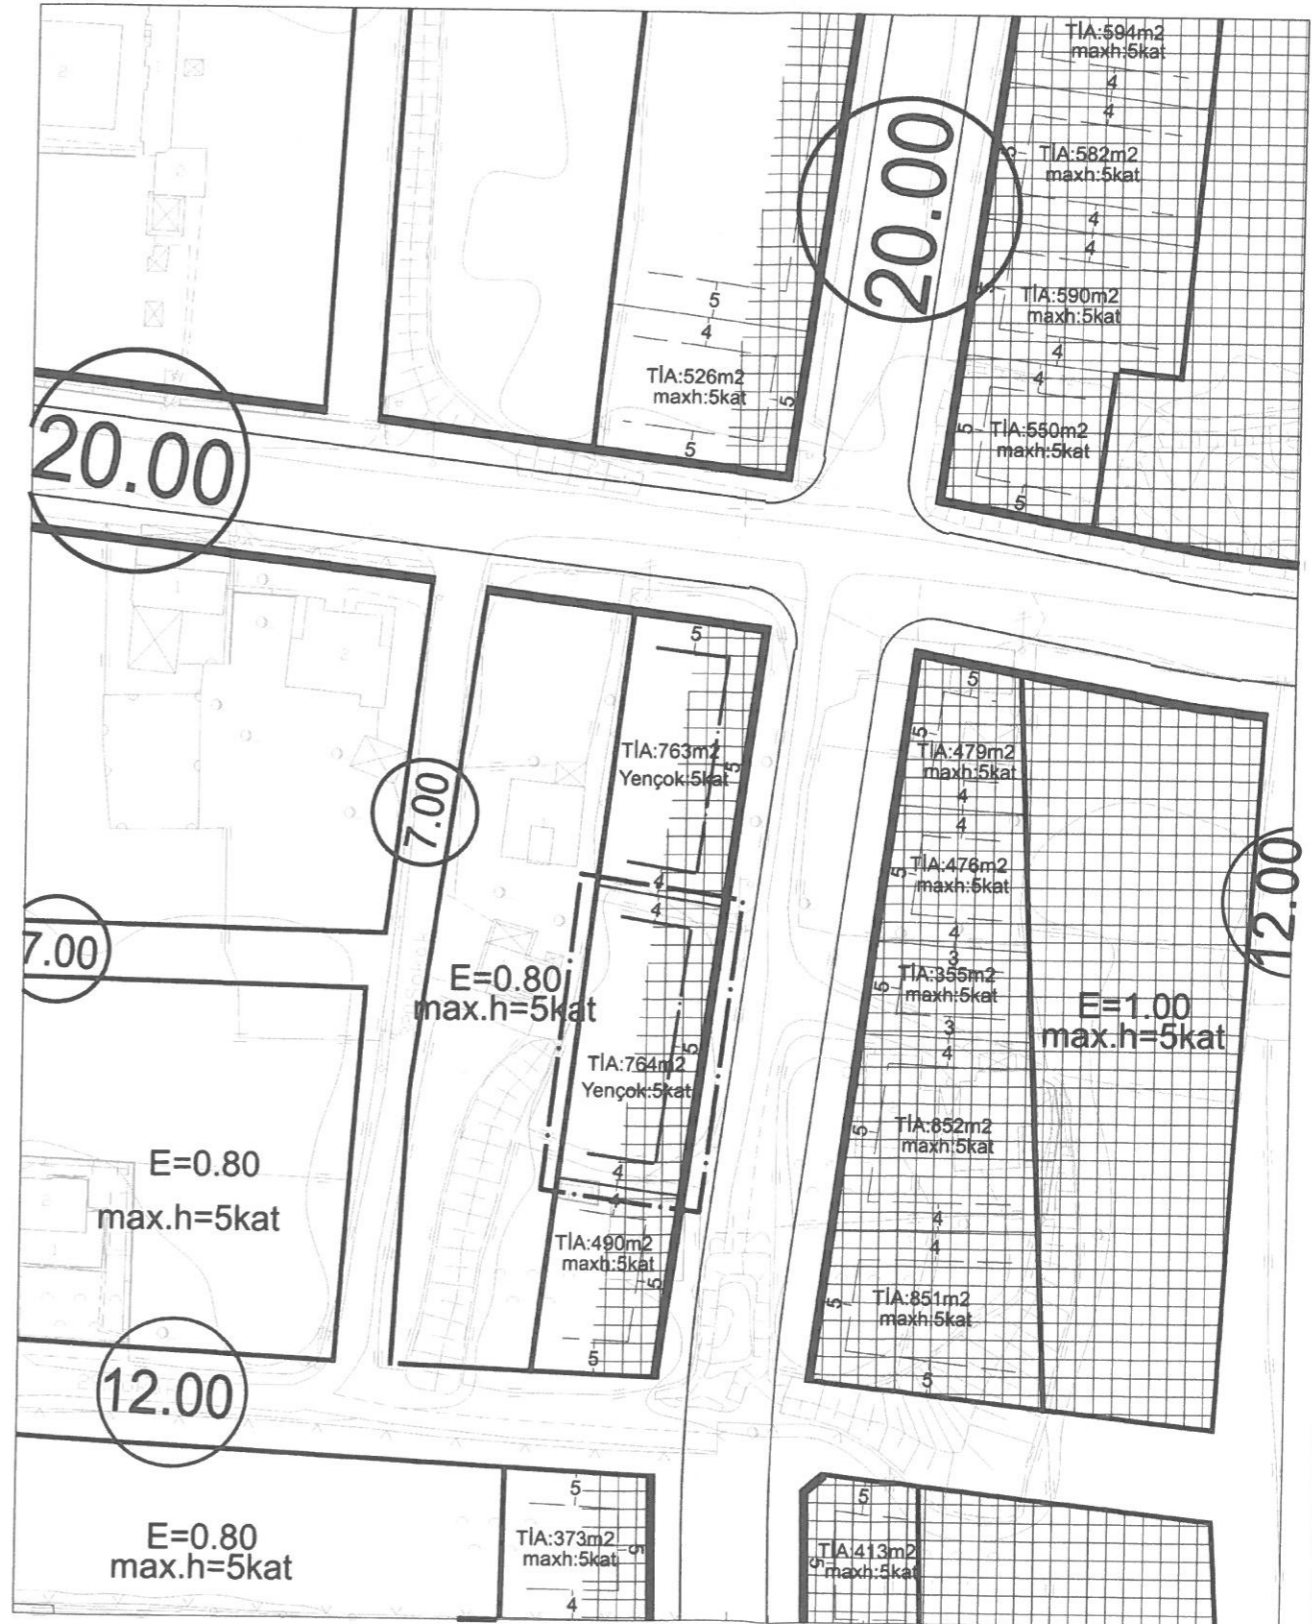 TİA:594m2
maxh:5kat
4
4
20.00
5
TİA:582m2
maxh:5kat
4
4
5
TİA:590m2
maxh:5kat
5
4
4
4
TİA:526m2
maxh:5kat
5
5
5
TİA:550m2
maxh:5kat
5
20.00
5
5
5
TİA:763m2
Yençok:5kat
5
5
TİA:479m2
maxh:5kat
4
4
7.00
TİA:476m2
maxh:5kat
5
4
4
12.00
7.00
4
3
E=0.80
max.h=5kat
TİA:355m2
maxh:5kat
5
E=1.00
max.h=5kat
3
4
5
TİA:764m2
Yençok:5kat
TİA:852m2
maxh:5kat
5
E=0.80
max.h=5kat
4
4
4
4
TİA:490m2
maxh:5kat
5
5
TİA:851m2
maxh:5kat
5
5
12.00
5
5
E=0.80
max.h=5kat
TİA:373m2
maxh:5kat
5
4
TİA:413m2
maxh:5kat
5